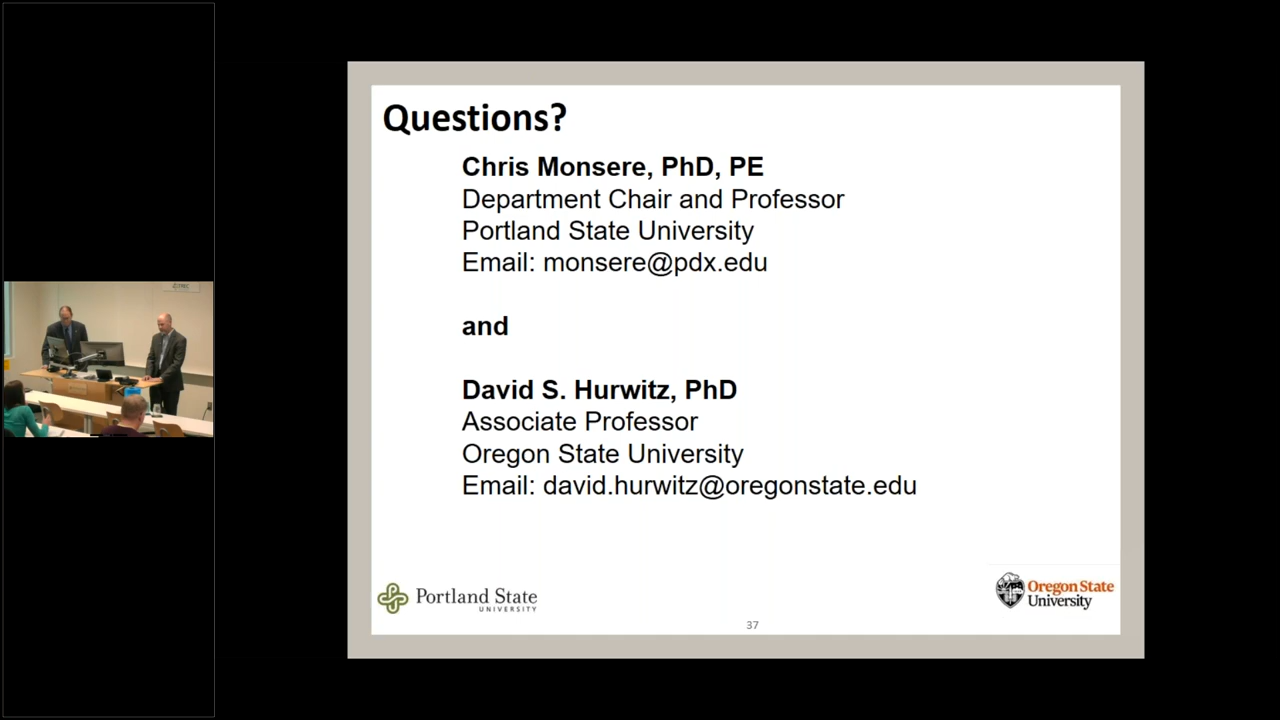 Questions?
Chris Monsere, PhD, PE
Department Chair and Professor
Portland State University
Email: monsere@pdx.edu
and
David S. Hurwitz, PhD
Associate Professor
Oregon State University
Email: david.hurwitz@oregonstate.edu
Portland State
UNIVERSITY
Oregon State
University
37